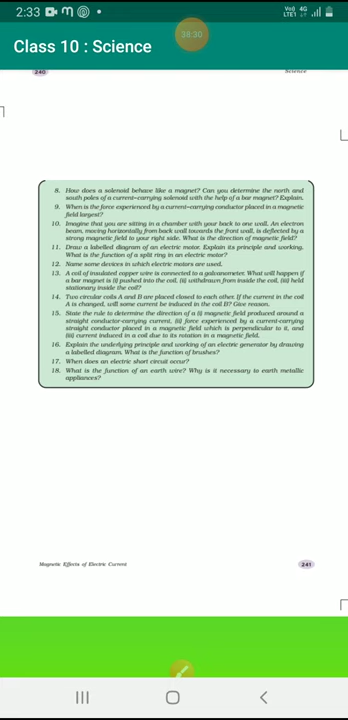 2:33
Vo0 4G
LTE1
38:30
Class 10 : Science
240
Science
8. How does a solenoid behave like a magnet? Can you determine the north and
south poles of a current–carrying solenoid with the help of a bar magnet? Explain.
9. When is the force experienced by a current–carrying conductor placed in a magnetic
field largest?
10. Imagine that you are sitting in a chamber with your back to one wall. An electron
beam, moving horizontally from back wall towards the front wall, is deflected by a
strong magnetic field to your right side. What is the direction of magnetic field?
11. Draw a labelled diagram of an electric motor. Explain its principle and working.
What is the function of a split ring in an electric motor?
12. Name some devices in which electric motors are used.
13. A coil of insulated copper wire is connected to a galvanometer. What will happen if
a bar magnet is (i) pushed into the coil, (ii) withdrawn from inside the coil, (iii) held
stationary inside the coil?
14. Two circular coils A and B are placed closed to each other. If the current in the coil
A is changed, will some current be induced in the coil B? Give reason.
15. State the rule to determine the direction of a (i) magnetic field produced around a
straight conductor-carrying current, (ii) force experienced by a current-carrying
straight conductor placed in a magnetic field which is perpendicular to it, and
(iii) current induced in a coil due to its rotation in a magnetic field.
16. Explain the underlying principle and working of an electric generator by drawing
a labelled diagram. What is the function of brushes?
17. When does an electric short circuit occur?
18. What is the function of an earth wire? Why is it necessary to earth metallic
appliances?
Magnetic Effects of Electric Current
241